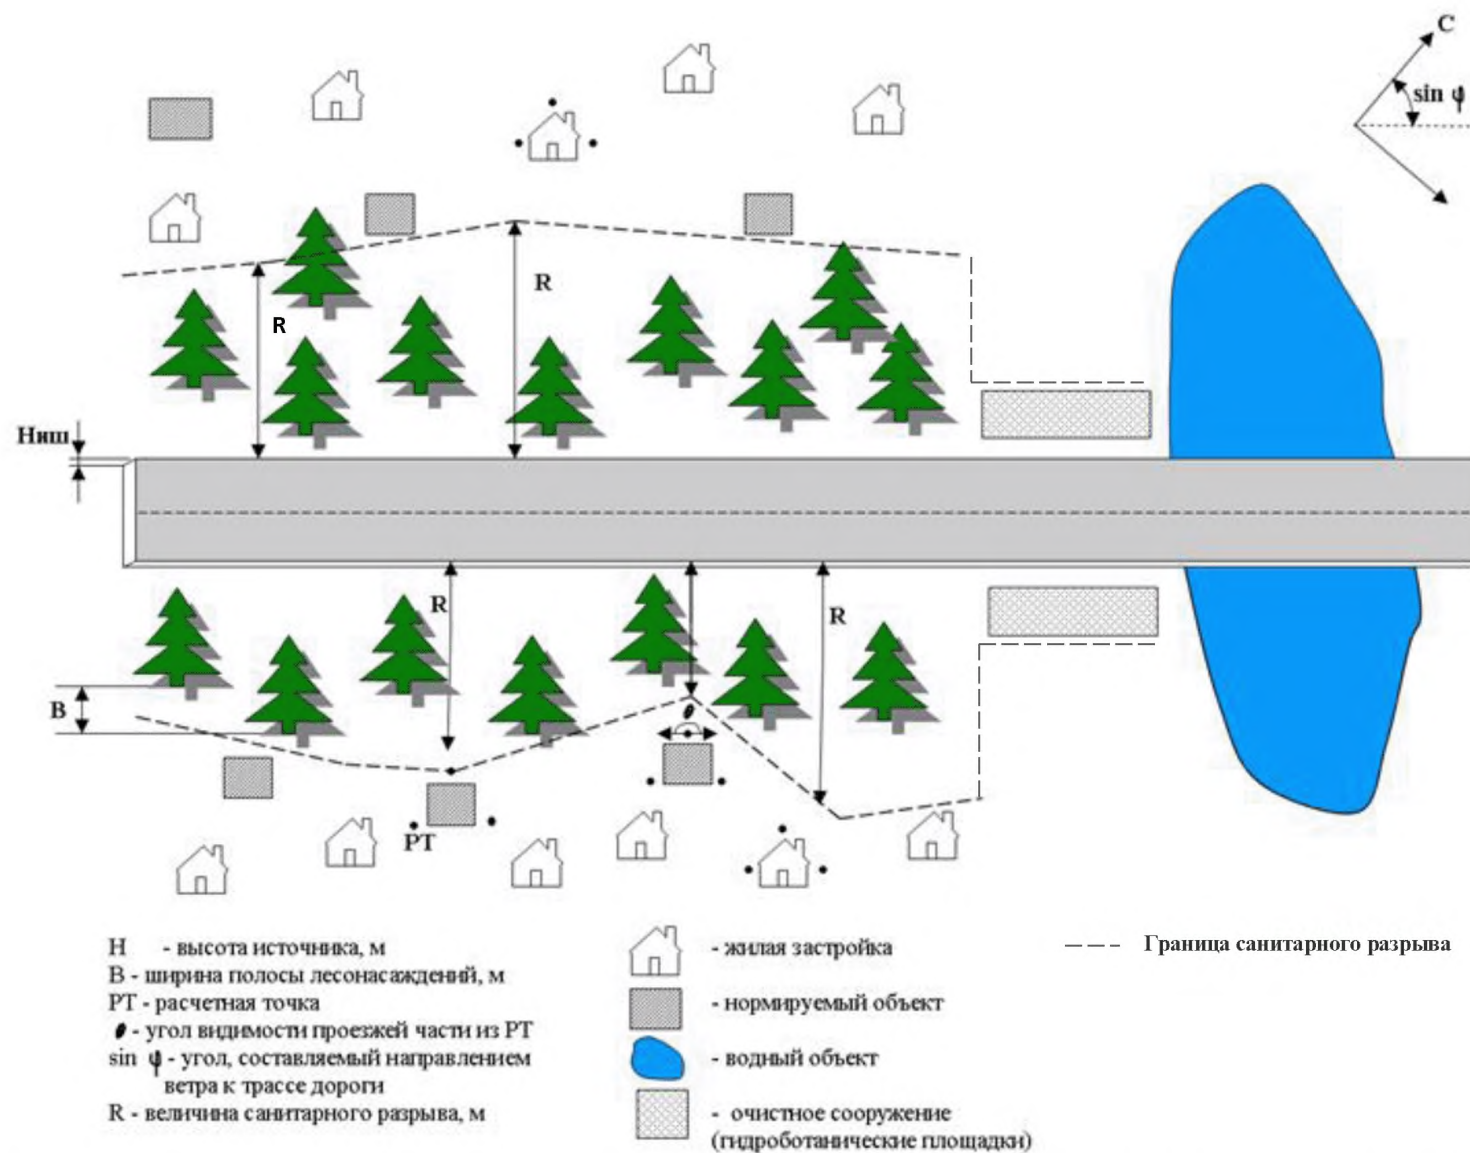 С
sin φ
R
R
Ниш
R
R
В
РТ
Н - высота источника, м
В - ширина полосы лесонасаждений, м
РТ - расчетная точка
- угол видимости проезжей части из РТ
sin φ - угол, составляемый направлением
ветра к трассе дороги
R - величина санитарного разрыва, м
- жилая застройка
- нормируемый объект
- водный объект
- очистное сооружение
(гидроботанические площадки)
Граница санитарного разрыва